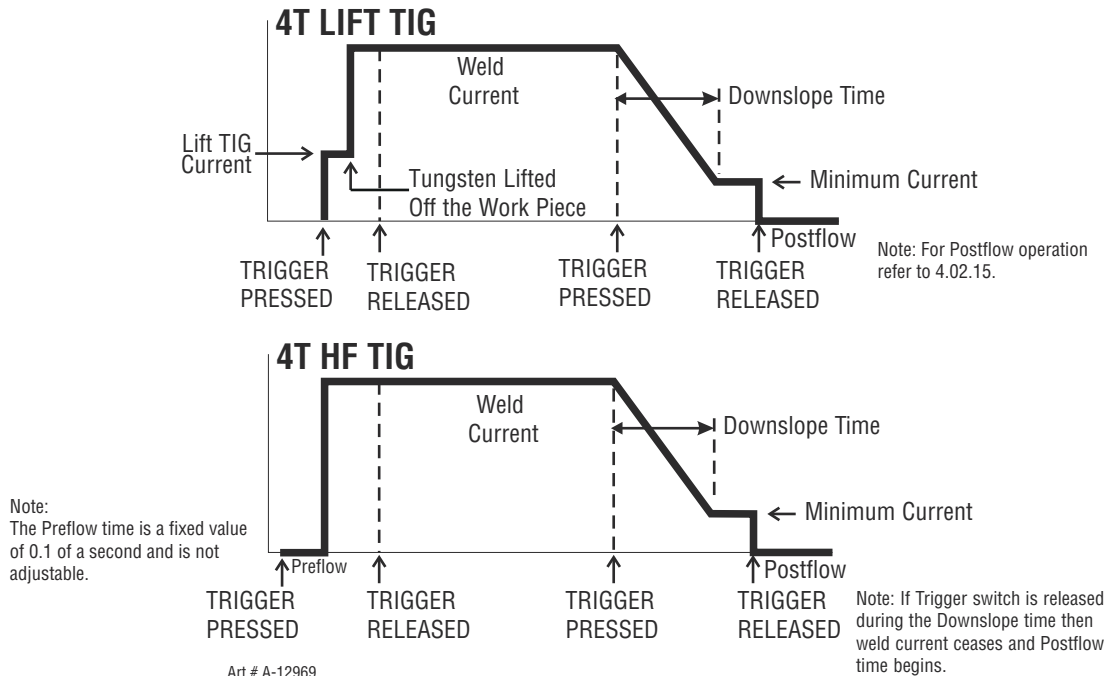 4T LIFT TIG
Weld
Current
Downslope Time
Lift TIG
Current
Tungsten Lifted
Off the Work Piece
Minimum Current
Postflow
Note: For Postflow operation
refer to 4.02.15.
TRIGGER
PRESSED
TRIGGER
RELEASED
TRIGGER
PRESSED
TRIGGER
RELEASED
4T HF TIG
Weld
Current
Downslope Time
Minimum Current
Note:
The Preflow time is a fixed value
of 0.1 of a second and is not
adjustable.
Preflow
Postflow
TRIGGER
PRESSED
TRIGGER
RELEASED
TRIGGER
PRESSED
TRIGGER
RELEASED
Note: If Trigger switch is released
during the Downslope time then
weld current ceases and Postflow
time begins.
Art # A-12969